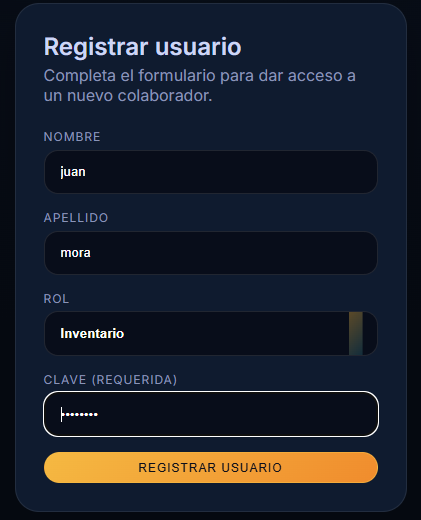 Registrar usuario
Completa el formulario para dar acceso a
un nuevo colaborador.
NOMBRE
juan
APELLIDO
mora
ROL
Inventario
CLAVE (REQUERIDA)
••••••••
REGISTRAR USUARIO